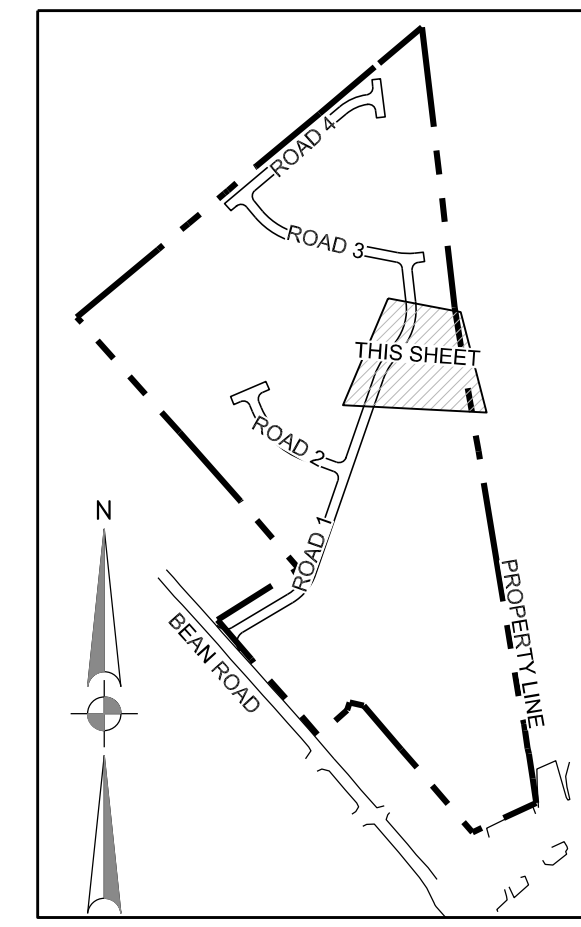 ROAD 4
ROAD 3
THIS SHEET
ROAD 2
N
ROAD 1
PROPERTY LINE
BEAN ROAD